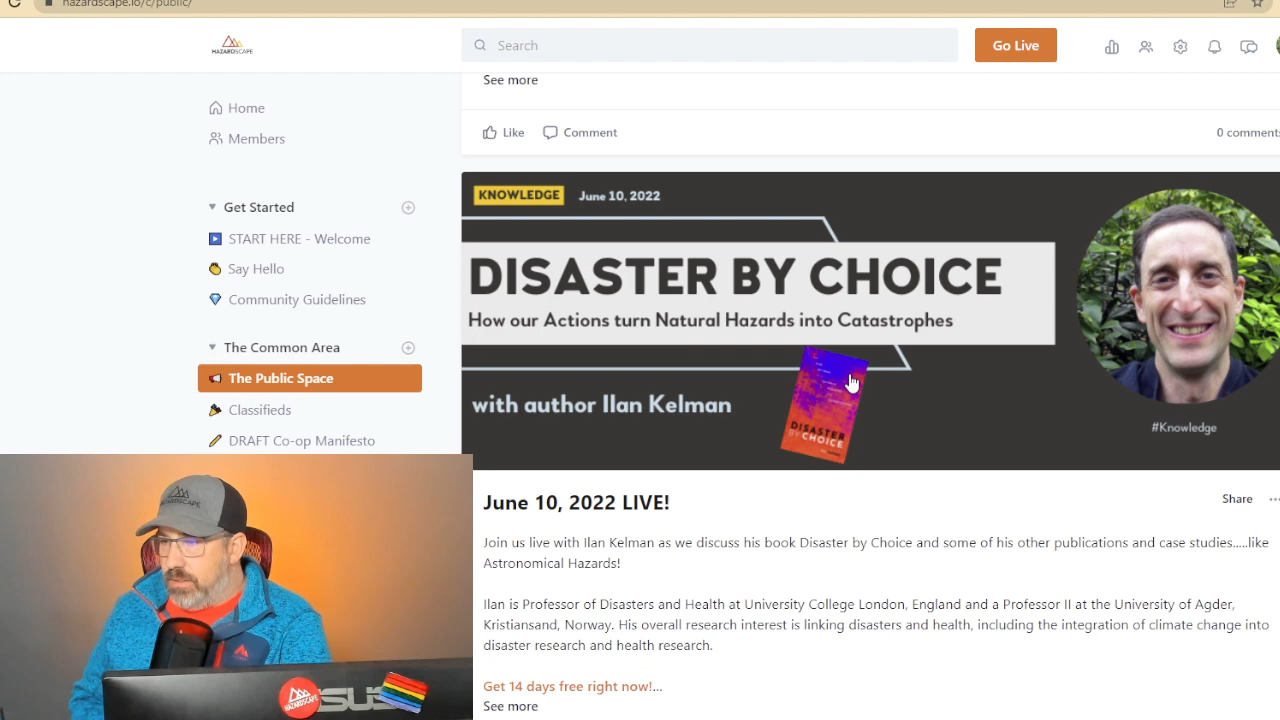 hazardscape.io/c/public/
HAZARDSCAPE
Search
Go Live
See more
Home
Members
Like
Comment
0 comments
Get Started
START HERE - Welcome
Say Hello
Community Guidelines
The Common Area
The Public Space
Classifieds
DRAFT Co-op Manifesto
KNOWLEDGE
June 10, 2022
DISASTER BY CHOICE
How our Actions turn Natural Hazards into Catastrophes
with author Ilan Kelman
DISASTER
BY CHOICE
#Knowledge
June 10, 2022 LIVE!
Share
Join us live with Ilan Kelman as we discuss his book Disaster by Choice and some of his other publications and case studies.....like
Astronomical Hazards!
Ilan is Professor of Disasters and Health at University College London, England and a Professor II at the University of Agder,
Kristiansand, Norway. His overall research interest is linking disasters and health, including the integration of climate change into
disaster research and health research.
Get 14 days free right now!...
See more
HAZARDSCAPE
HAZARDSCAPE
ASUS